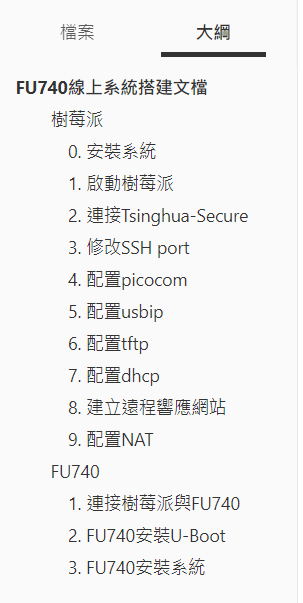 檔案 大綱
FU740線上系統搭建文檔
樹莓派
0. 安裝系統
1. 啟動樹莓派
2. 連接Tsinghua-Secure
3. 修改SSH port
4. 配置picocom
5. 配置usbip
6. 配置tftp
7. 配置dhcp
8. 建立遠程響應網站
9. 配置NAT
FU740
1. 連接樹莓派與FU740
2. FU740安裝U-Boot
3. FU740安裝系統